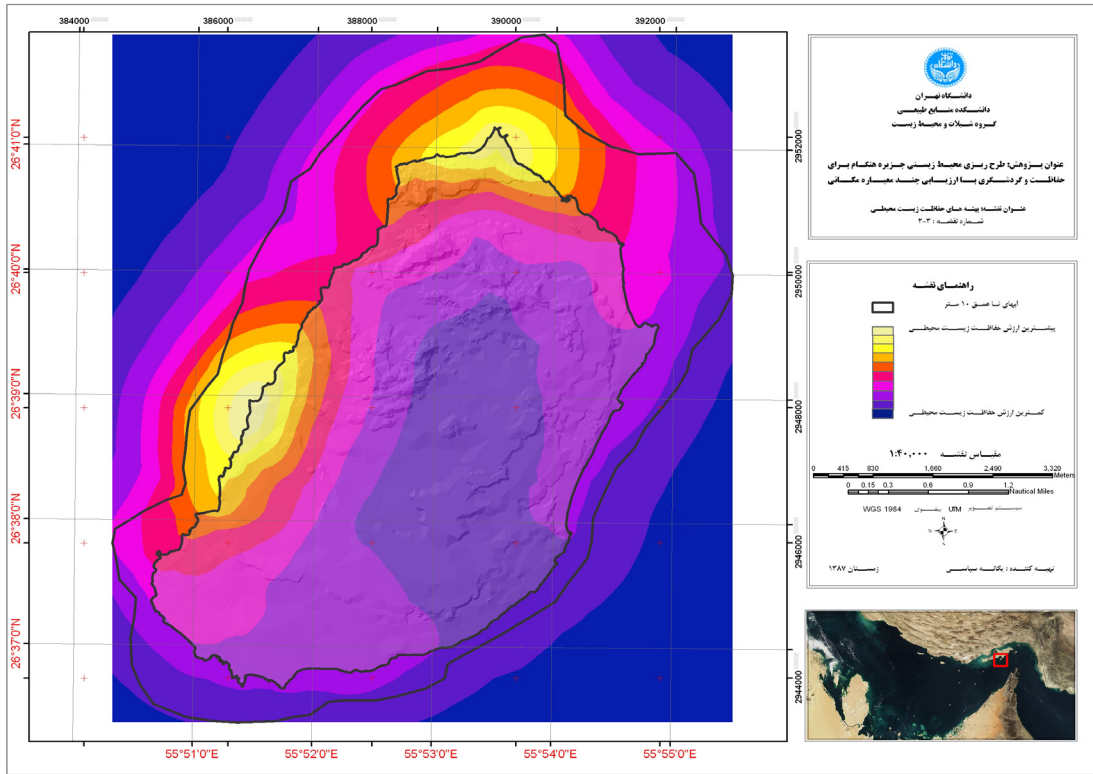 384000 386000 388000 390000 392000
26°41'0"N
26°40'0"N
26°39'0"N
26°38'0"N
26°37'0"N
2952000
2950000
2948000
2946000
2944000
55°51'0"E 55°52'0"E 55°53'0"E 55°54'0"E 55°55'0"E
دانشگاه تهران
دانشکده منابع طبیعی
گروه شیلات و محیط زیست
عنوان پژوهش: طرح ریزی محیط زیستی جزیره هنگام برای
حفاظت و گردشگری با ارزیابی چند معیاره مکانی
عنوان نقشه: پهنه های حفاظت زیست محیطی
شماره نقشه : ۳-۲
راهنمای نقشه
آبهای تا عمق ۱۰ متر
بیشترین ارزش حفاظت زیست محیطی
کمترین ارزش حفاظت زیست محیطی
مقیاس نقشه ۱:۴۰,۰۰۰
0 415 830 1,660 2,490 3,320
Meters
0 0.15 0.3 0.6 0.9 1.2
Nautical Miles
سیستم تصویر UTM بیضوی WGS 1984
N
W E
S
تهیه کننده : یگانه سیاسی زمستان ۱۳۸۷